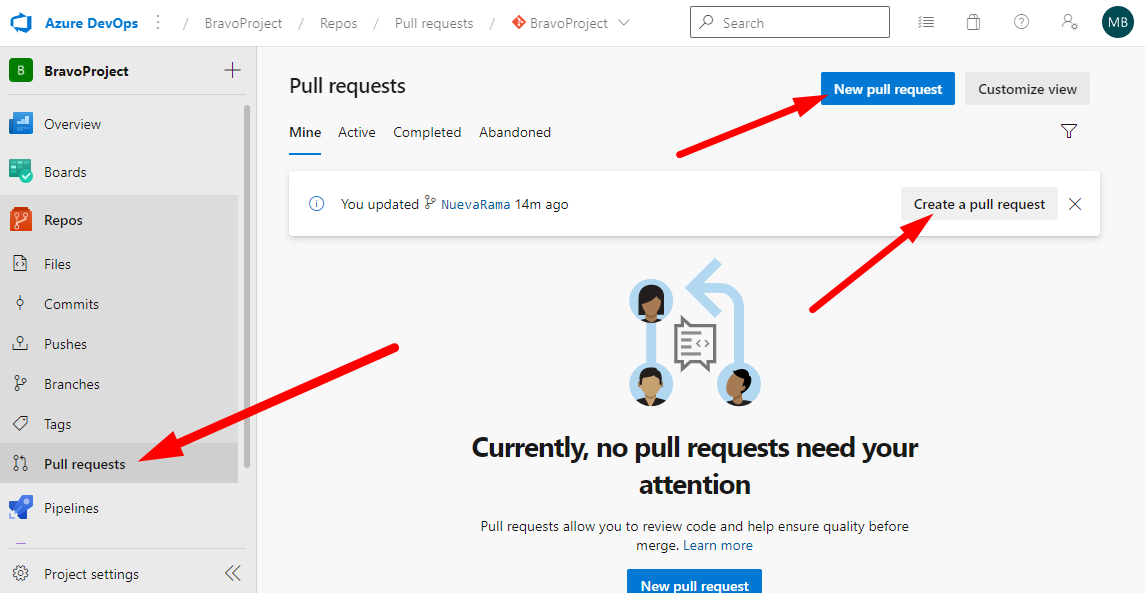 Azure DevOps / BravoProject / Repos / Pull requests / BravoProject Search MB
B BravoProject
Overview
Boards
Repos
Files
Commits
Pushes
Branches
Tags
Pull requests
Pipelines
Project settings
Pull requests
New pull request Customize view
Mine Active Completed Abandoned
You updated NuevaRama 14m ago Create a pull request
Currently, no pull requests need your
attention
Pull requests allow you to review code and help ensure quality before
merge. Learn more
New pull request